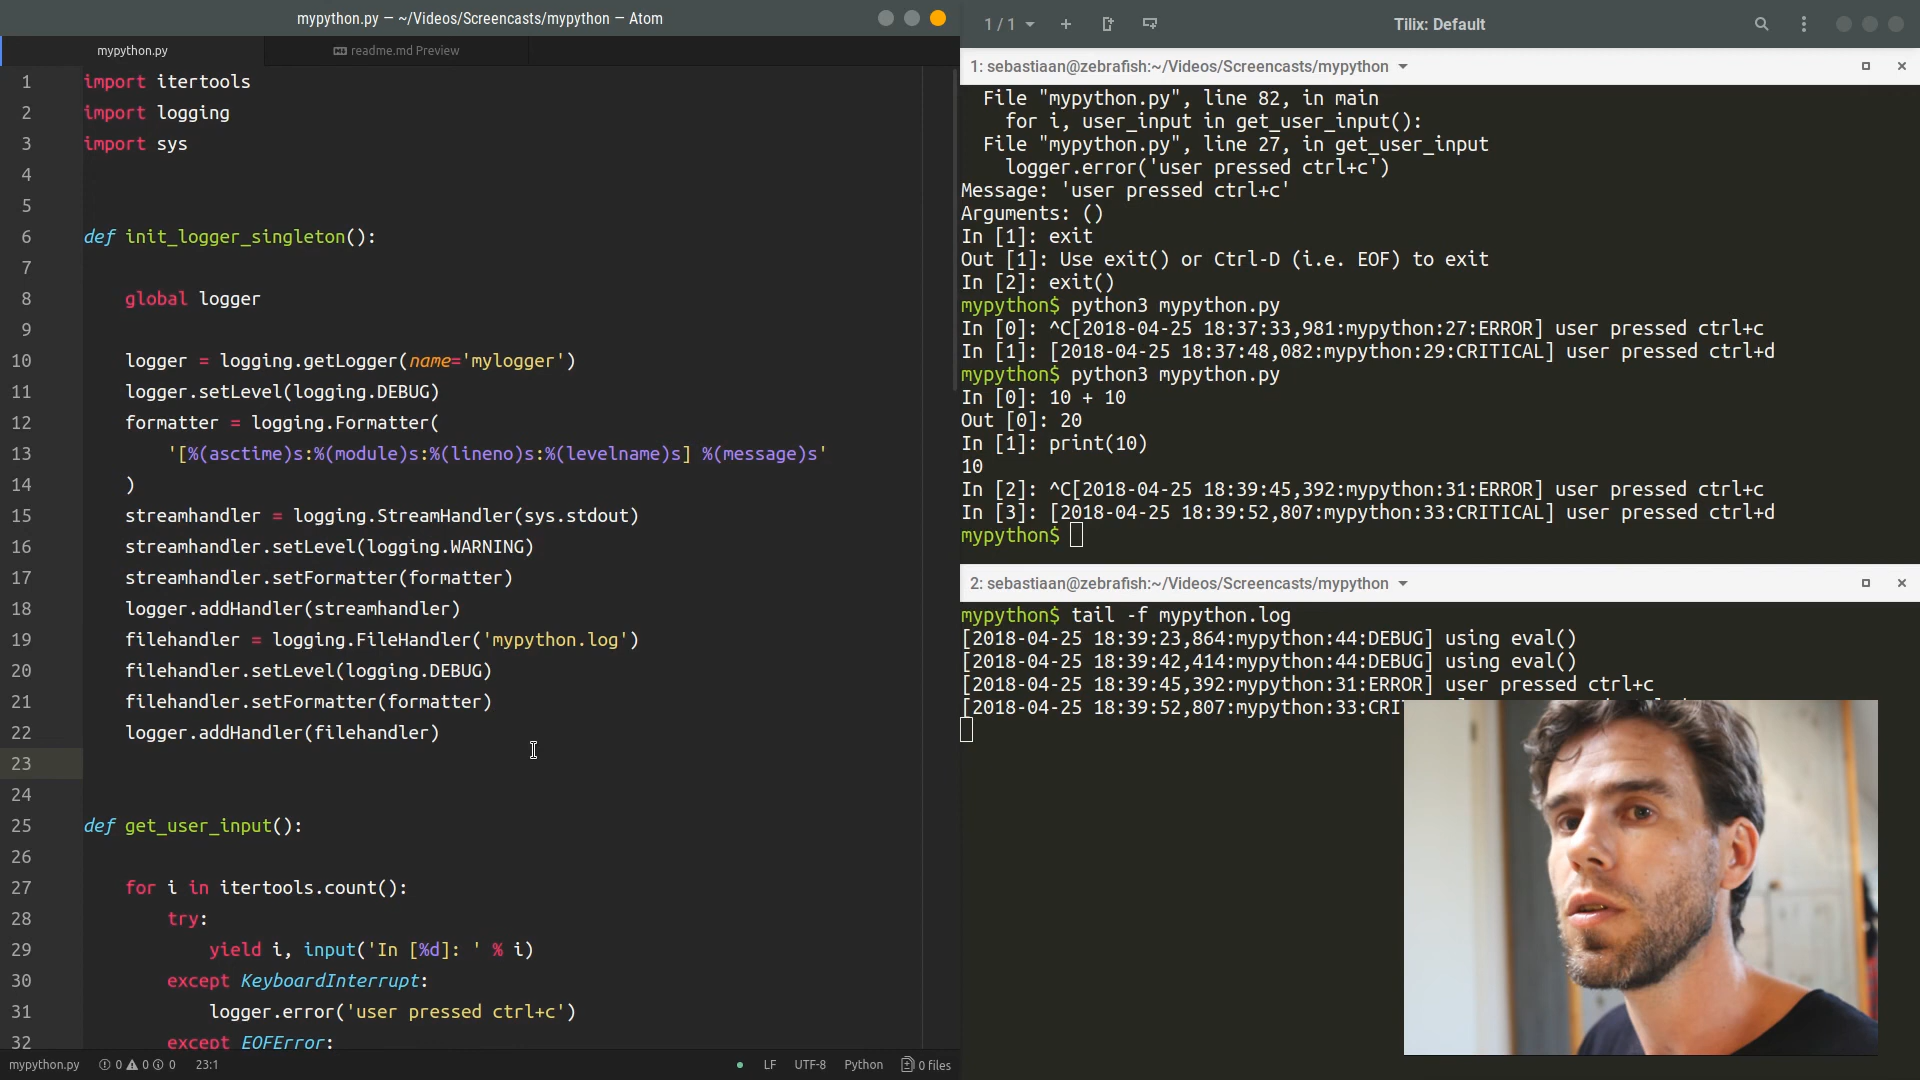 mypython.py — ~/Videos/Screencasts/mypython — Atom
mypython.py
readme.md Preview
1 import itertools
2 import logging
3 import sys
4
5
6 def init_logger_singleton():
7
8 global logger
9
10 logger = logging.getLogger(name='mylogger')
11 logger.setLevel(logging.DEBUG)
12 formatter = logging.Formatter(
13 '[%(asctime)s:%(module)s:%(lineno)s:%(levelname)s] %(message)s'
14 )
15 streamhandler = logging.StreamHandler(sys.stdout)
16 streamhandler.setLevel(logging.WARNING)
17 streamhandler.setFormatter(formatter)
18 logger.addHandler(streamhandler)
19 filehandler = logging.FileHandler('mypython.log')
20 filehandler.setLevel(logging.DEBUG)
21 filehandler.setFormatter(formatter)
22 logger.addHandler(filehandler)
23
24
25 def get_user_input():
26
27 for i in itertools.count():
28 try:
29 yield i, input('In [%d]: ' % i)
30 except KeyboardInterrupt:
31 logger.error('user pressed ctrl+c')
32 except EOFError:
mypython.py 0 0 0 23:1 LF UTF-8 Python 0 files
1 / 1 Tilix: Default
1: sebastiaan@zebrafish:~/Videos/Screencasts/mypython
File "mypython.py", line 82, in main
for i, user_input in get_user_input():
File "mypython.py", line 27, in get_user_input
logger.error('user pressed ctrl+c')
Message: 'user pressed ctrl+c'
Arguments: ()
In [1]: exit
Out [1]: Use exit() or Ctrl-D (i.e. EOF) to exit
In [2]: exit()
mypython$ python3 mypython.py
In [0]: ^C[2018-04-25 18:37:33,981:mypython:27:ERROR] user pressed ctrl+c
In [1]: [2018-04-25 18:37:48,082:mypython:29:CRITICAL] user pressed ctrl+d
mypython$ python3 mypython.py
In [0]: 10 + 10
Out [0]: 20
In [1]: print(10)
10
In [2]: ^C[2018-04-25 18:39:45,392:mypython:31:ERROR] user pressed ctrl+c
In [3]: [2018-04-25 18:39:52,807:mypython:33:CRITICAL] user pressed ctrl+d
mypython$
2: sebastiaan@zebrafish:~/Videos/Screencasts/mypython
mypython$ tail -f mypython.log
[2018-04-25 18:39:23,864:mypython:44:DEBUG] using eval()
[2018-04-25 18:39:42,414:mypython:44:DEBUG] using eval()
[2018-04-25 18:39:45,392:mypython:31:ERROR] user pressed ctrl+c
[2018-04-25 18:39:52,807:mypython:33:CRI